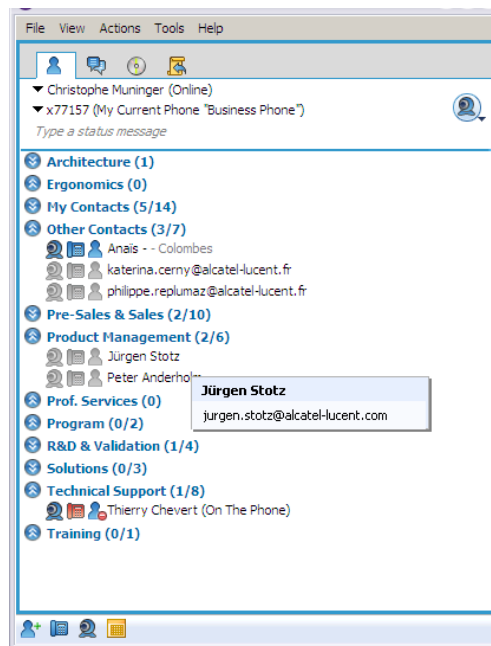 File View Actions Tools Help
Christophe Muninger (Online)
x77157 (My Current Phone "Business Phone")
Type a status message
Architecture (1)
Ergonomics (0)
My Contacts (5/14)
Other Contacts (3/7)
Anaïs - - Colombes
katerina.cerny@alcatel-lucent.fr
philippe.replumaz@alcatel-lucent.fr
Pre-Sales & Sales (2/10)
Product Management (2/6)
Jürgen Stotz
Peter Anderholm
Jürgen Stotz
jurgen.stotz@alcatel-lucent.com
Prof. Services (0)
Program (0/2)
R&D & Validation (1/4)
Solutions (0/3)
Technical Support (1/8)
Thierry Chevert (On The Phone)
Training (0/1)